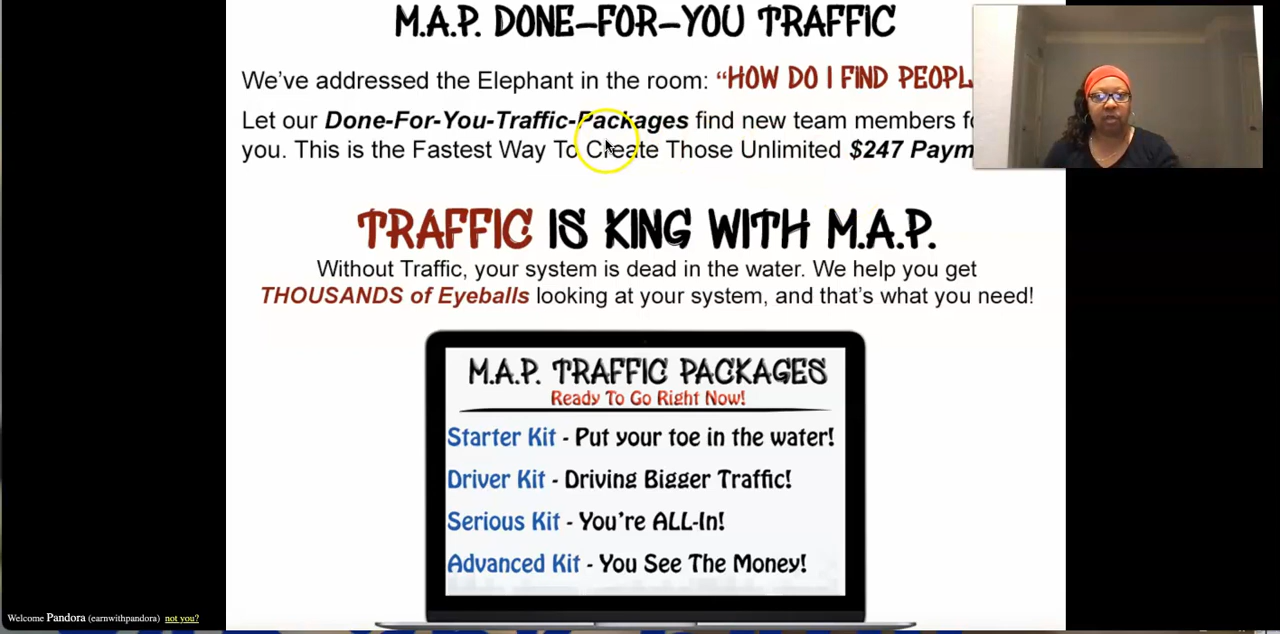 M.A.P. DONE-FOR-YOU TRAFFIC
We've addressed the Elephant in the room: "HOW DO I FIND PEOPL
Let our Done-For-You-Traffic-Packages find new team members fo
you. This is the Fastest Way To Create Those Unlimited $247 Paym
TRAFFIC IS KING WITH M.A.P.
Without Traffic, your system is dead in the water. We help you get
THOUSANDS of Eyeballs looking at your system, and that's what you need!
M.A.P. TRAFFIC PACKAGES
Ready To Go Right Now!
Starter Kit - Put your toe in the water!
Driver Kit - Driving Bigger Traffic!
Serious Kit - You're ALL-In!
Advanced Kit - You See The Money!
Welcome Pandora (earnwithpandora) not you?